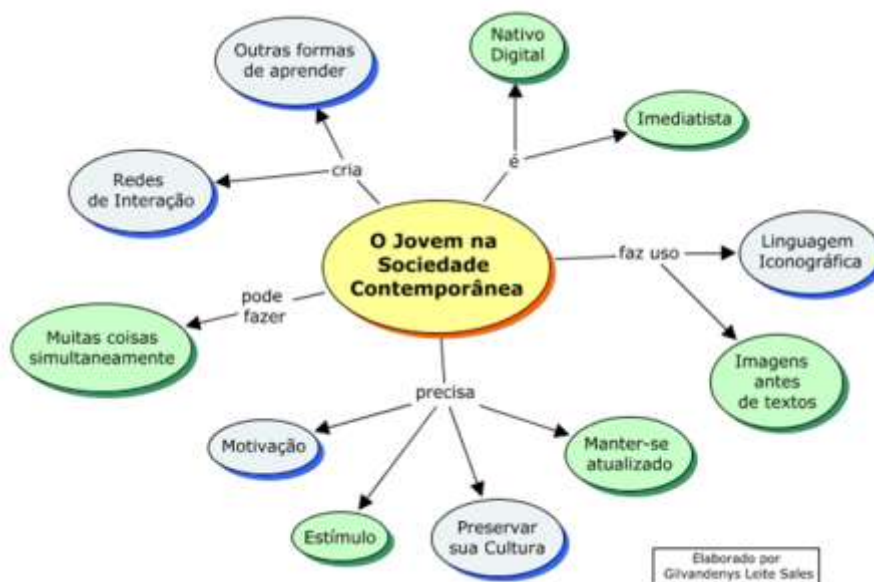 Outras formas
de aprender
Nativo
Digital
Imediatista
é
cria
Redes
de Interação
O Jovem na
Sociedade
Contemporânea
faz uso
Linguagem
Iconográfica
pode
fazer
Muitas coisas
simultaneamente
Imagens
antes
de textos
precisa
Motivação
Manter-se
atualizado
Estímulo
Preservar
sua Cultura
Elaborado por
Gilvandenys Leite Sales